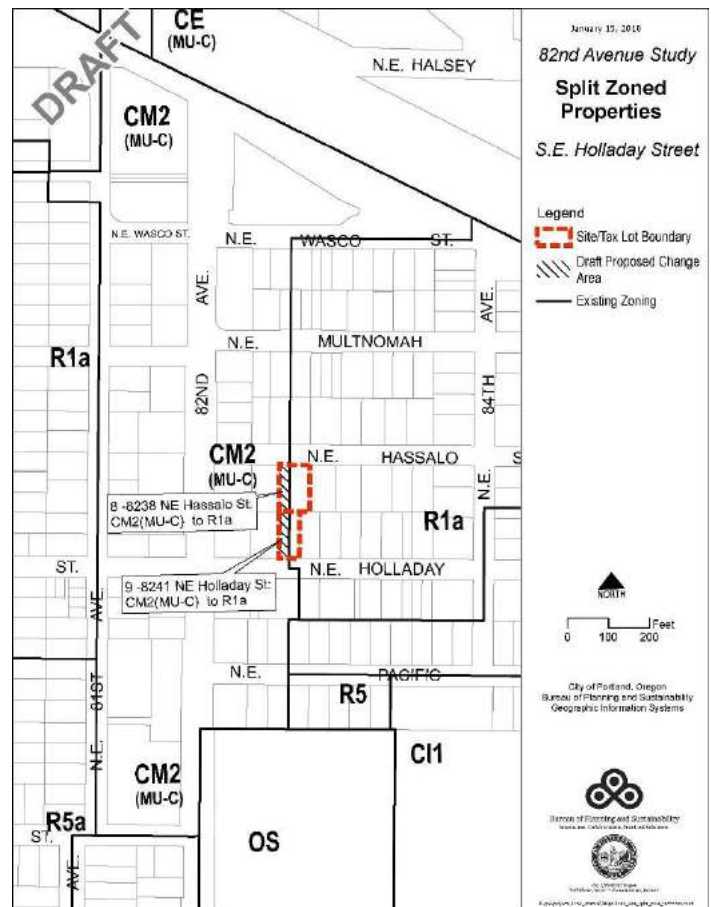 DRAFT
CE
(MU-C)
N.E. HALSEY
CM2
(MU-C)
N.E. WASCO ST.
N.E. WASCO ST.
AVE.
AVE.
R1a
N.E. MULTNOMAH
82ND
84TH
CM2
(MU-C)
N.E. HASSALO S
N.E.
8 -8238 NE Hassalo St:
CM2(MU-C) to R1a
R1a
9 -8241 NE Holladay St:
CM2(MU-C) to R1a
ST.
N.E. HOLLADAY
AVE.
N.E. PACIFIC
81ST
R5
N.E.
CM2
(MU-C)
CI1
R5a
ST.
OS
AVE.
January 15, 2010
82nd Avenue Study
Split Zoned
Properties
S.E. Holladay Street
Legend
Site/Tax Lot Boundary
Draft Proposed Change
Area
Existing Zoning
NORTH
Feet
0 100 200
City of Portland, Oregon
Bureau of Planning and Sustainability
Geographic Information Systems
Bureau of Planning and Sustainability